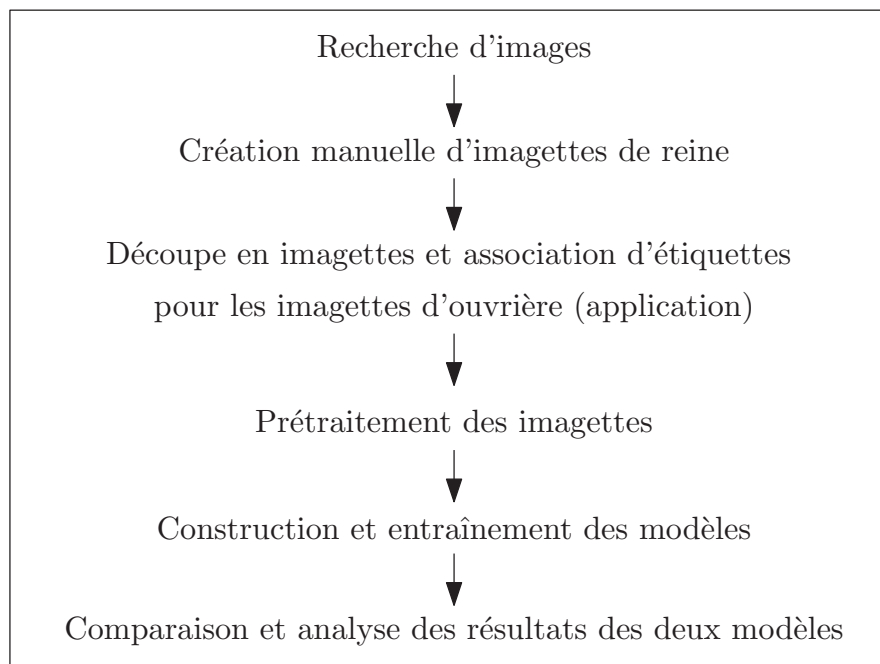 Recherche d'images
Création manuelle d'imagettes de reine
Découpe en imagettes et association d'étiquettes
pour les imagettes d'ouvrière (application)
Prétraitement des imagettes
Construction et entraînement des modèles
Comparaison et analyse des résultats des deux modèles